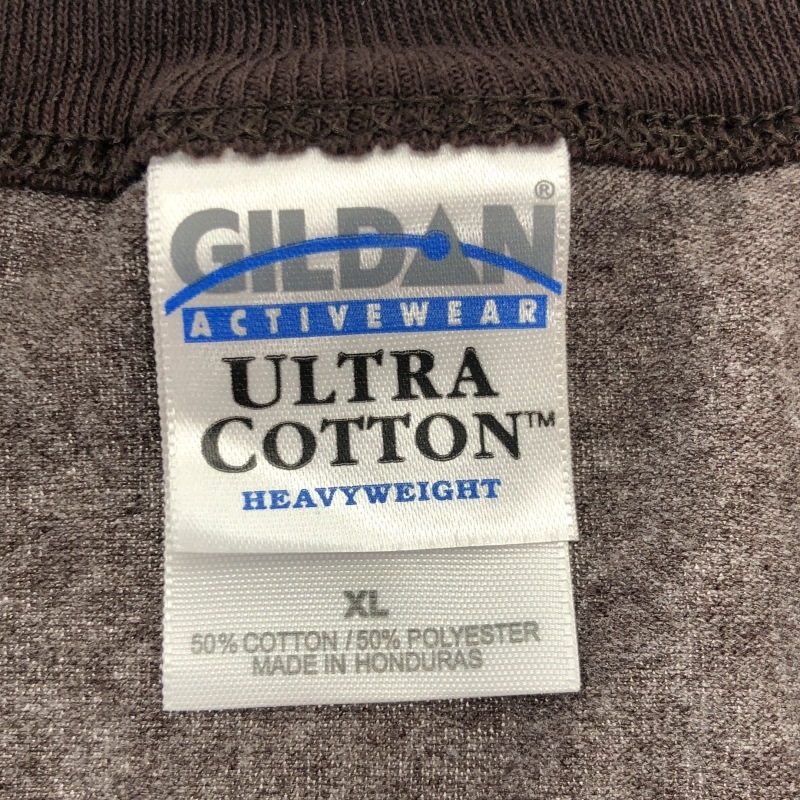 GILDAN®
ACTIVEWEAR
ULTRA
COTTON™
HEAVYWEIGHT
XL
50% COTTON / 50% POLYESTER
MADE IN HONDURAS